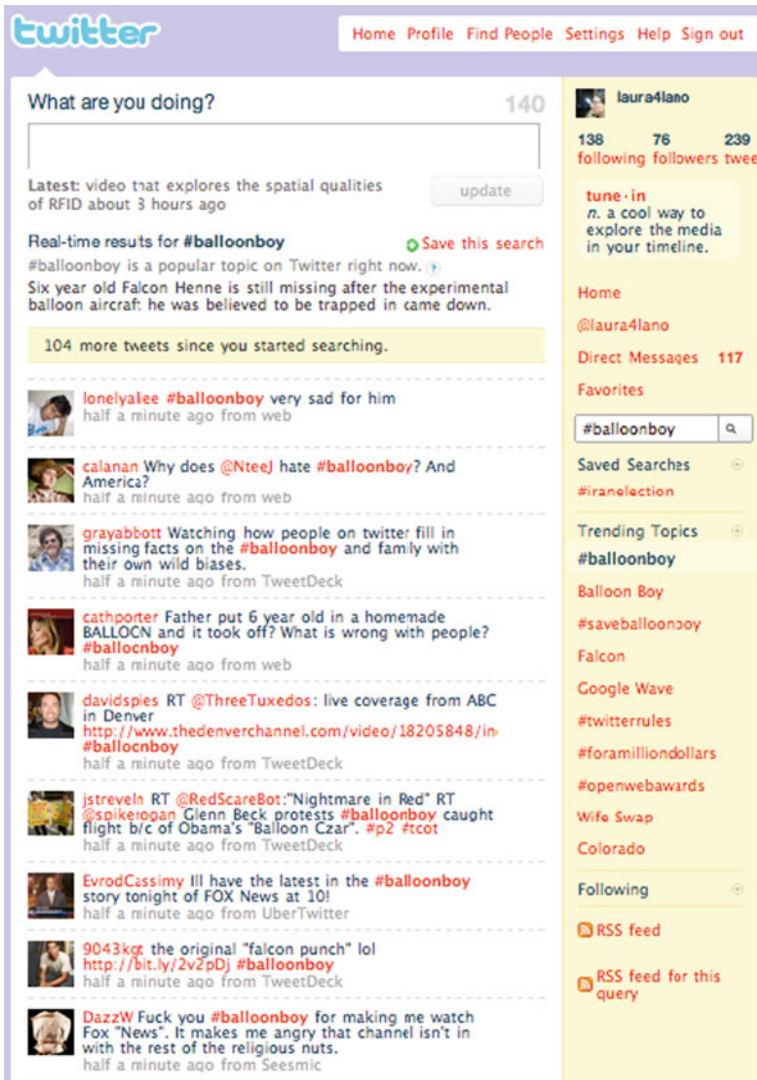 twitter
Home Profile Find People Settings Help Sign out
What are you doing?
140
Latest: video that explores the spatial qualities
of RFID about 3 hours ago
update
Real-time results for #balloonboy
Save this search
#balloonboy is a popular topic on Twitter right now. ?
Six year old Falcon Henne is still missing after the experimental
balloon aircraft he was believed to be trapped in came down.
104 more tweets since you started searching.
lonelyallee #balloonboy very sad for him
half a minute ago from web
calanan Why does @NteeJ hate #balloonboy? And
America?
half a minute ago from web
grayabbott Watching how people on twitter fill in
missing facts on the #balloonboy and family with
their own wild biases.
half a minute ago from TweetDeck
cathporter Father put 6 year old in a homemade
BALLOCN and it took off? What is wrong with people?
#ballocnboy
half a minute ago from web
davidspies RT @ThreeTuxedos: live coverage from ABC
in Denver
http://www.thedenverchannel.com/video/18205848/in
#ballocnboy
half a minute ago from TweetDeck
jstreveln RT @RedScareBot:"Nightmare in Red" RT
@spikerogan Glenn Beck protests #balloonboy caught
flight b/c of Obama's "Balloon Czar". #p2 #tcot
half a minute ago from TweetDeck
EvrodCassimy Ill have the latest in the #balloonboy
story tonight of FOX News at 10!
half a minute ago from UberTwitter
9043kgt the original "falcon punch" lol
http://bit.ly/2v2pDj #balloonboy
half a minute ago from TweetDeck
DazzW Fuck you #balloonboy for making me watch
Fox "News". It makes me angry that channel isn't in
with the rest of the religious nuts.
half a minute ago from Seesmic
laura4lano
138 76 239
following followers twee
tune·in
n. a cool way to
explore the media
in your timeline.
Home
@laura4lano
Direct Messages 117
Favorites
#balloonboy
Saved Searches
#iranelection
Trending Topics
#balloonboy
Balloon Boy
#saveballoonboy
Falcon
Google Wave
#twitterrules
#foramilliondollars
#openwebawards
Wife Swap
Colorado
Following
RSS feed
RSS feed for this
query